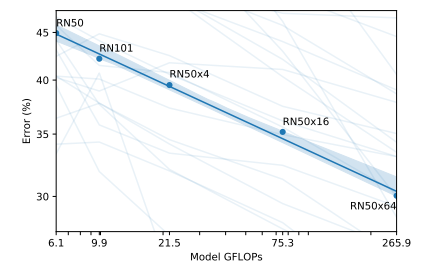 RN50
45
RN101
RN50x4
40
Error (%)
RN50x16
35
30
RN50x64
6.1 9.9 21.5 75.3 265.9
Model GFLOPs